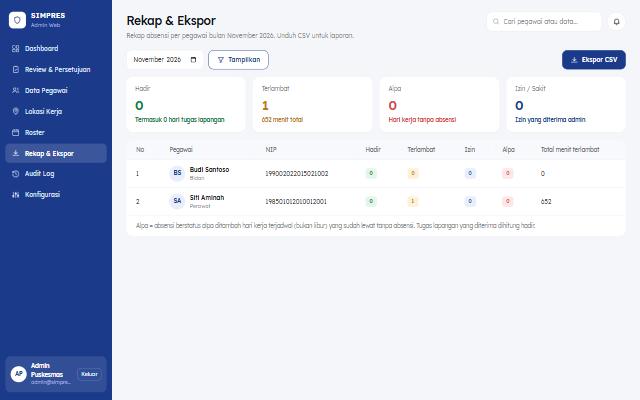 SIMPRES
Admin Web
Dashboard
Review & Persetujuan
Data Pegawai
Lokasi Kerja
Roster
Rekap & Ekspor
Audit Log
Konfigurasi
AP
Admin Puskesmas
admin@simpre...
Keluar
Rekap & Ekspor
Rekap absensi per pegawai bulan November 2026. Unduh CSV untuk laporan.
Cari pegawai atau data...
November 2026
Tampilkan
Ekspor CSV
Hadir
0
Termasuk 0 hari tugas lapangan
Terlambat
1
652 menit total
Alpa
0
Hari kerja tanpa absensi
Izin / Sakit
0
Izin yang diterima admin
No Pegawai NIP Hadir Terlambat Izin Alpa Total menit terlambat
1 BS Budi Santoso 199002022015021002 0 0 0 0 0
Bidan
2 SA Siti Aminah 198501012010012001 0 1 0 0 652
Perawat
Alpa = absensi berstatus alpa ditambah hari kerja terjadwal (bukan libur) yang sudah lewat tanpa absensi. Tugas lapangan yang diterima dihitung hadir.